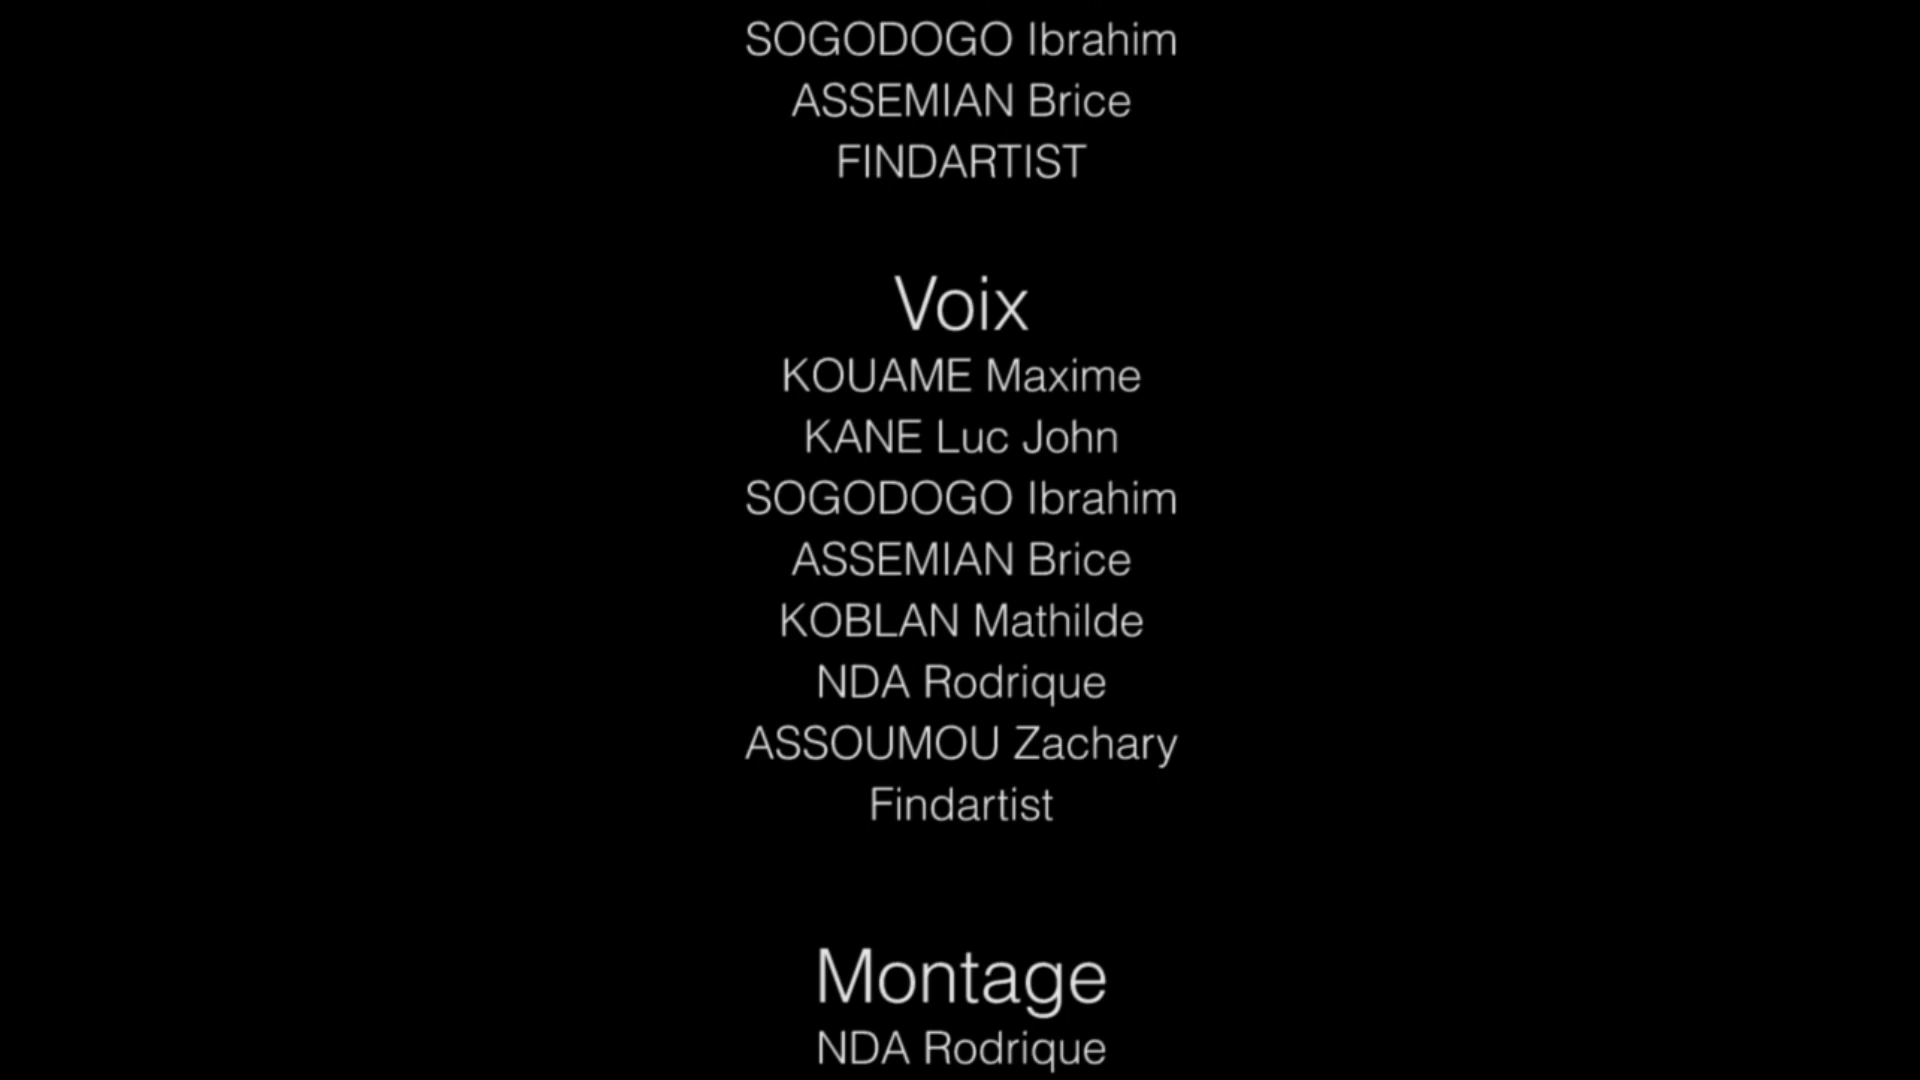 SOGODOGO Ibrahim
ASSEMIAN Brice
FINDARTIST
Voix
KOUAME Maxime
KANE Luc John
SOGODOGO Ibrahim
ASSEMIAN Brice
KOBLAN Mathilde
NDA Rodrique
ASSOUMOU Zachary
Findartist
Montage
NDA Rodrique